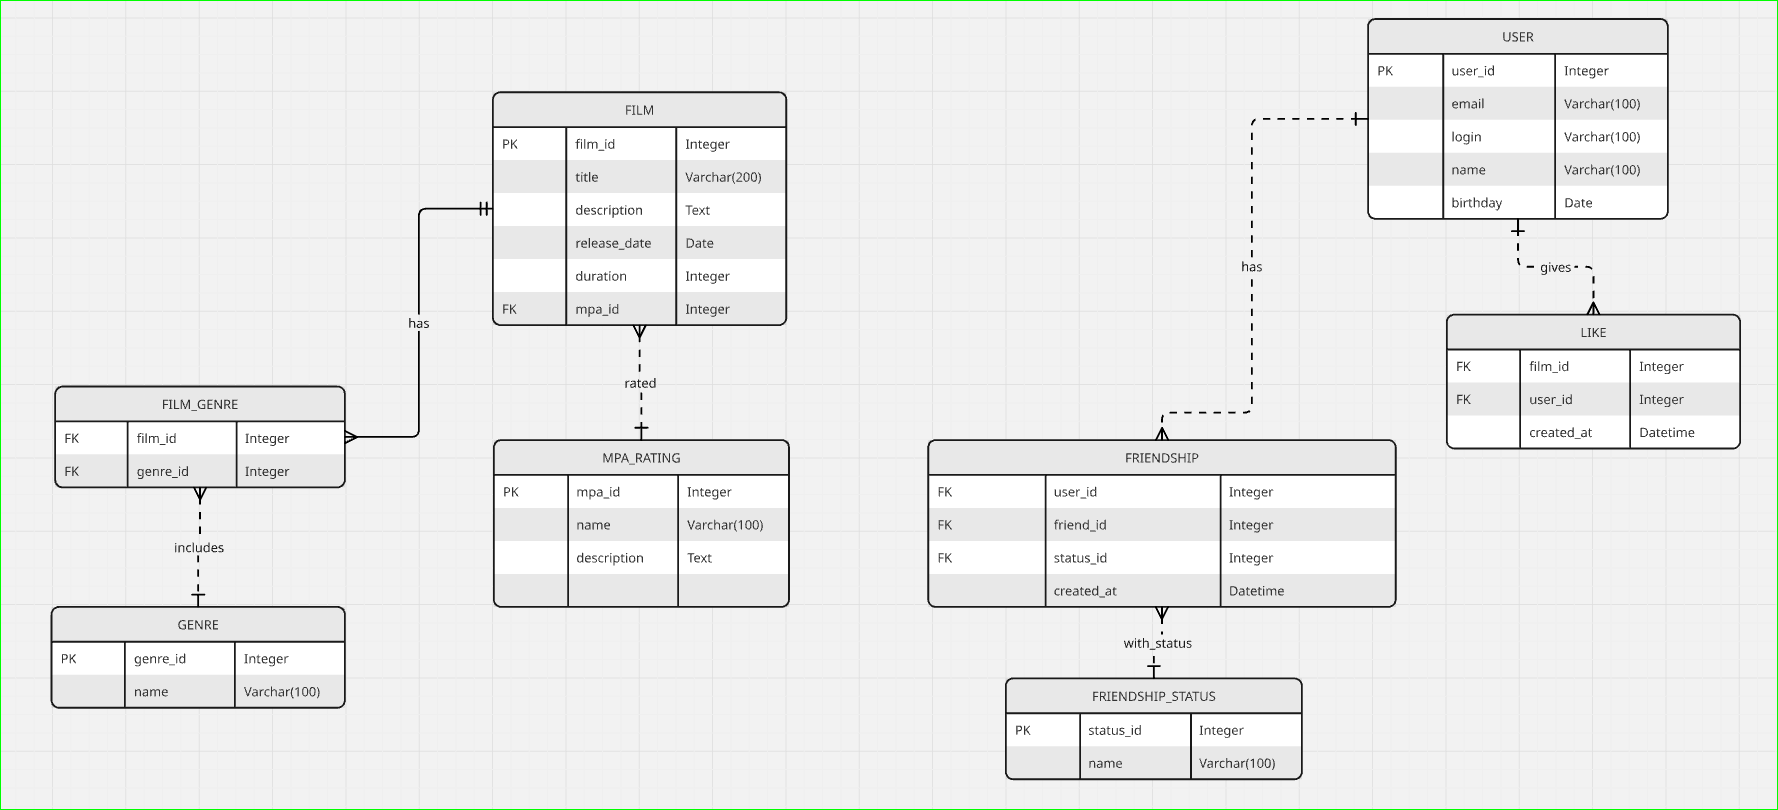 USER
PK user_id Integer
email Varchar(100)
login Varchar(100)
name Varchar(100)
birthday Date
FILM
PK film_id Integer
title Varchar(200)
description Text
release_date Date
duration Integer
FK mpa_id Integer
has
gives
has
rated
LIKE
FK film_id Integer
FK user_id Integer
created_at Datetime
FILM_GENRE
FK film_id Integer
FK genre_id Integer
MPA_RATING
PK mpa_id Integer
name Varchar(100)
description Text
FRIENDSHIP
FK user_id Integer
FK friend_id Integer
FK status_id Integer
created_at Datetime
includes
with_status
GENRE
PK genre_id Integer
name Varchar(100)
FRIENDSHIP_STATUS
PK status_id Integer
name Varchar(100)